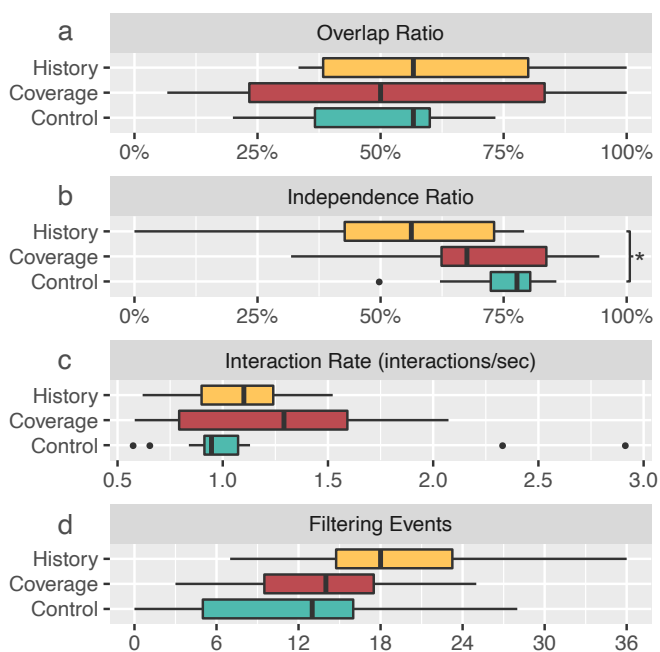 a
Overlap Ratio
History
Coverage
Control
0% 25% 50% 75% 100%
b
Independence Ratio
History
Coverage
Control
*
0% 25% 50% 75% 100%
c
Interaction Rate (interactions/sec)
History
Coverage
Control
0.5 1.0 1.5 2.0 2.5 3.0
d
Filtering Events
History
Coverage
Control
0 6 12 18 24 30 36